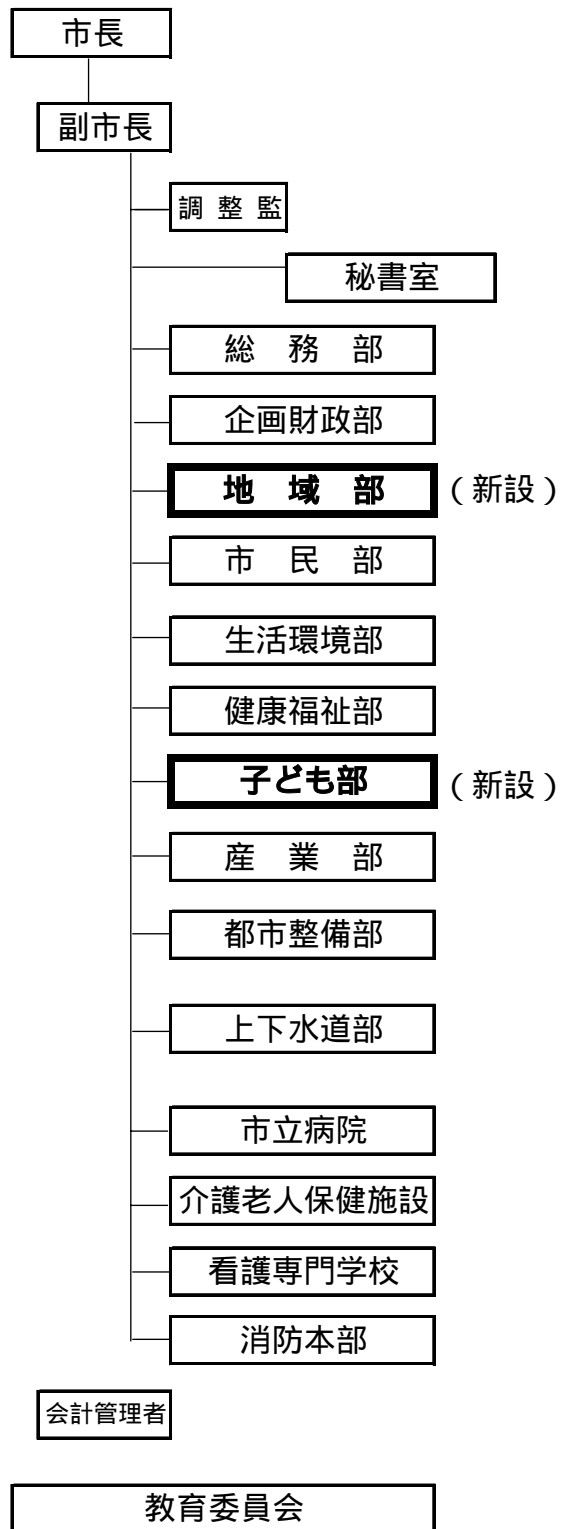 市長
副市長
調 整 監
秘書室
総 務 部
企画財政部
地 域 部 (新設)
市 民 部
生活環境部
健康福祉部
子ども部 (新設)
産 業 部
都市整備部
上下水道部
市立病院
介護老人保健施設
看護専門学校
消防本部
会計管理者
教育委員会